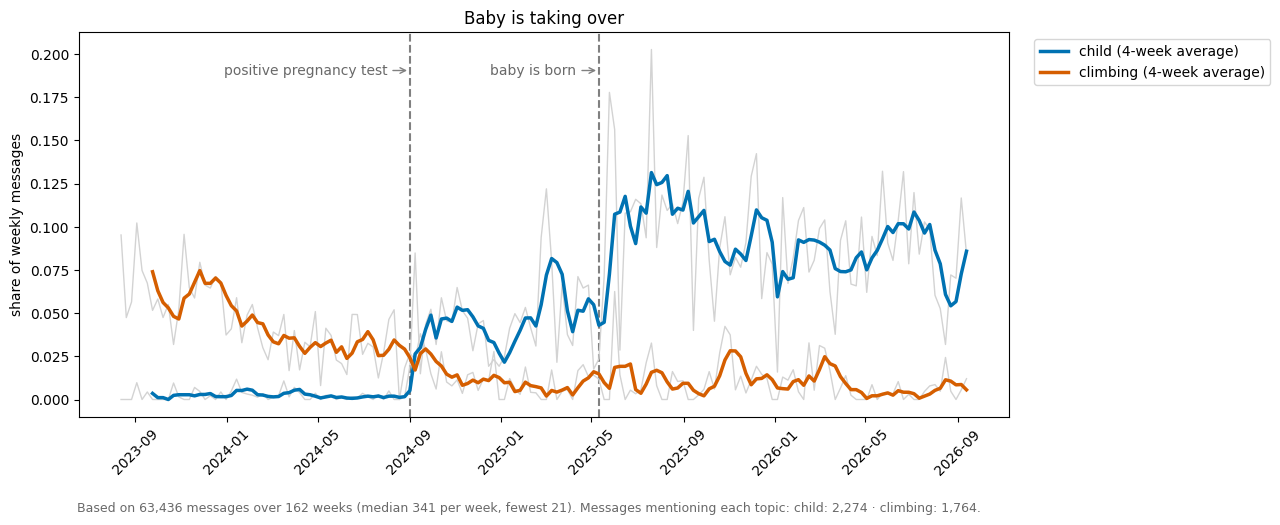 Baby is taking over
share of weekly messages
0.200
0.175
0.150
0.125
0.100
0.075
0.050
0.025
0.000
positive pregnancy test
baby is born
child (4-week average)
climbing (4-week average)
2023-09
2024-01
2024-05
2024-09
2025-01
2025-05
2025-09
2026-01
2026-05
2026-09
Based on 63,436 messages over 162 weeks (median 341 per week, fewest 21). Messages mentioning each topic: child: 2,274 · climbing: 1,764.